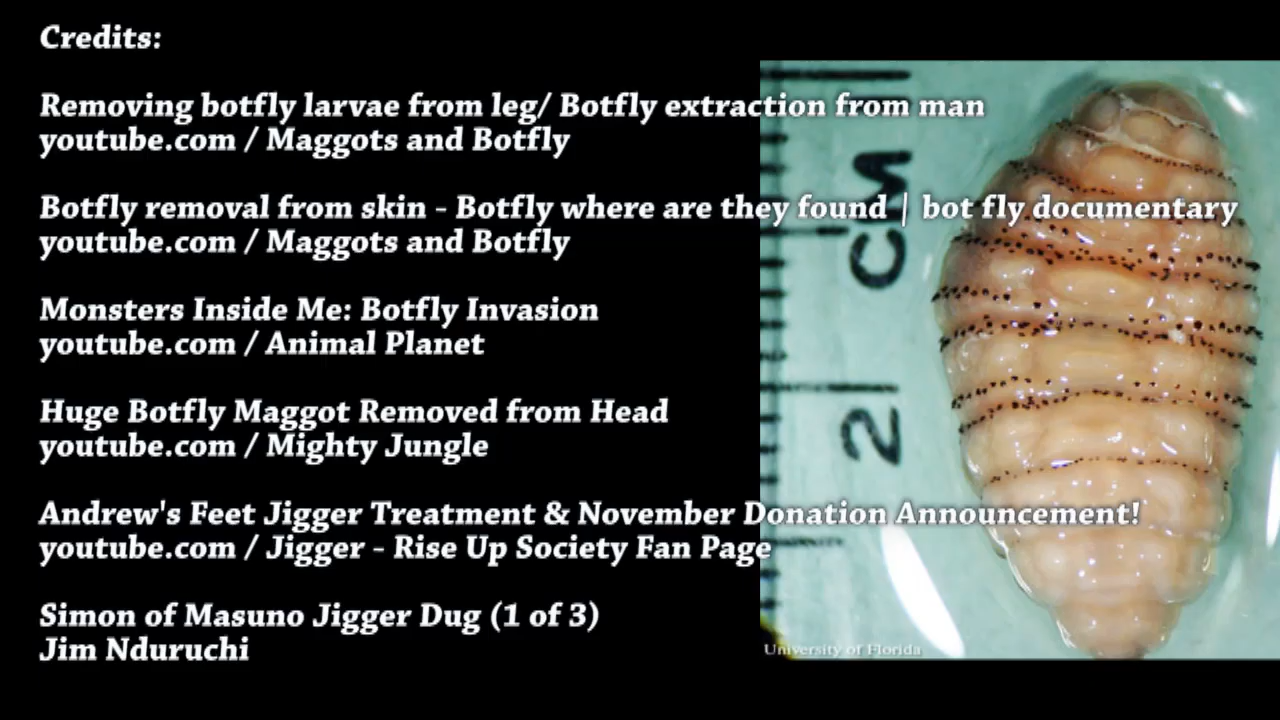 Credits:
Removing botfly larvae from leg/ Botfly extraction from man
youtube.com / Maggots and Botfly
Botfly removal from skin - Botfly where are they found | bot fly documentary
youtube.com / Maggots and Botfly
Monsters Inside Me: Botfly Invasion
youtube.com / Animal Planet
Huge Botfly Maggot Removed from Head
youtube.com / Mighty Jungle
Andrew's Feet Jigger Treatment & November Donation Announcement!
youtube.com / Jigger - Rise Up Society Fan Page
Simon of Masuno Jigger Dug (1 of 3)
Jim Nduruchi
CM
2
University of Florida